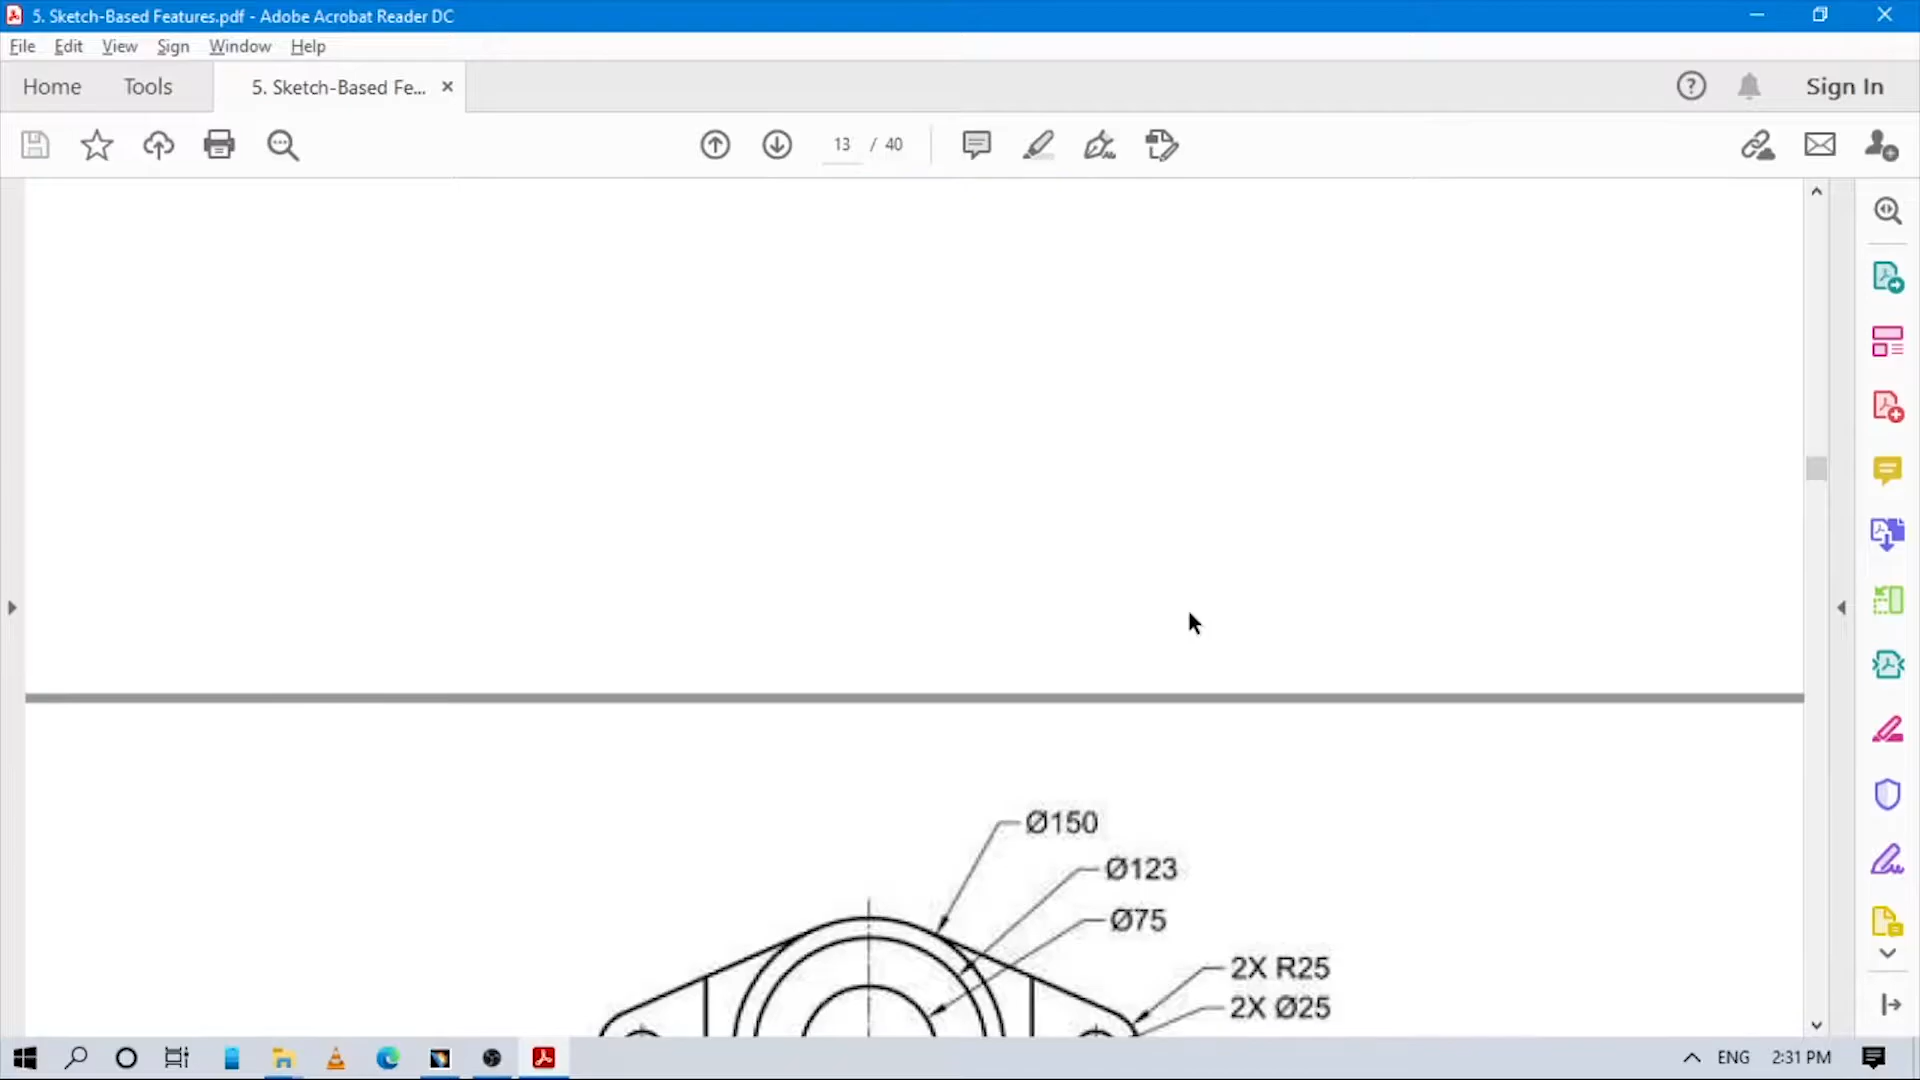 5. Sketch-Based Features.pdf - Adobe Acrobat Reader DC
File Edit View Sign Window Help
Home Tools 5. Sketch-Based Fe... Sign In
13 / 40
Ø150
Ø123
Ø75
2X R25
2X Ø25
ENG 2:31 PM